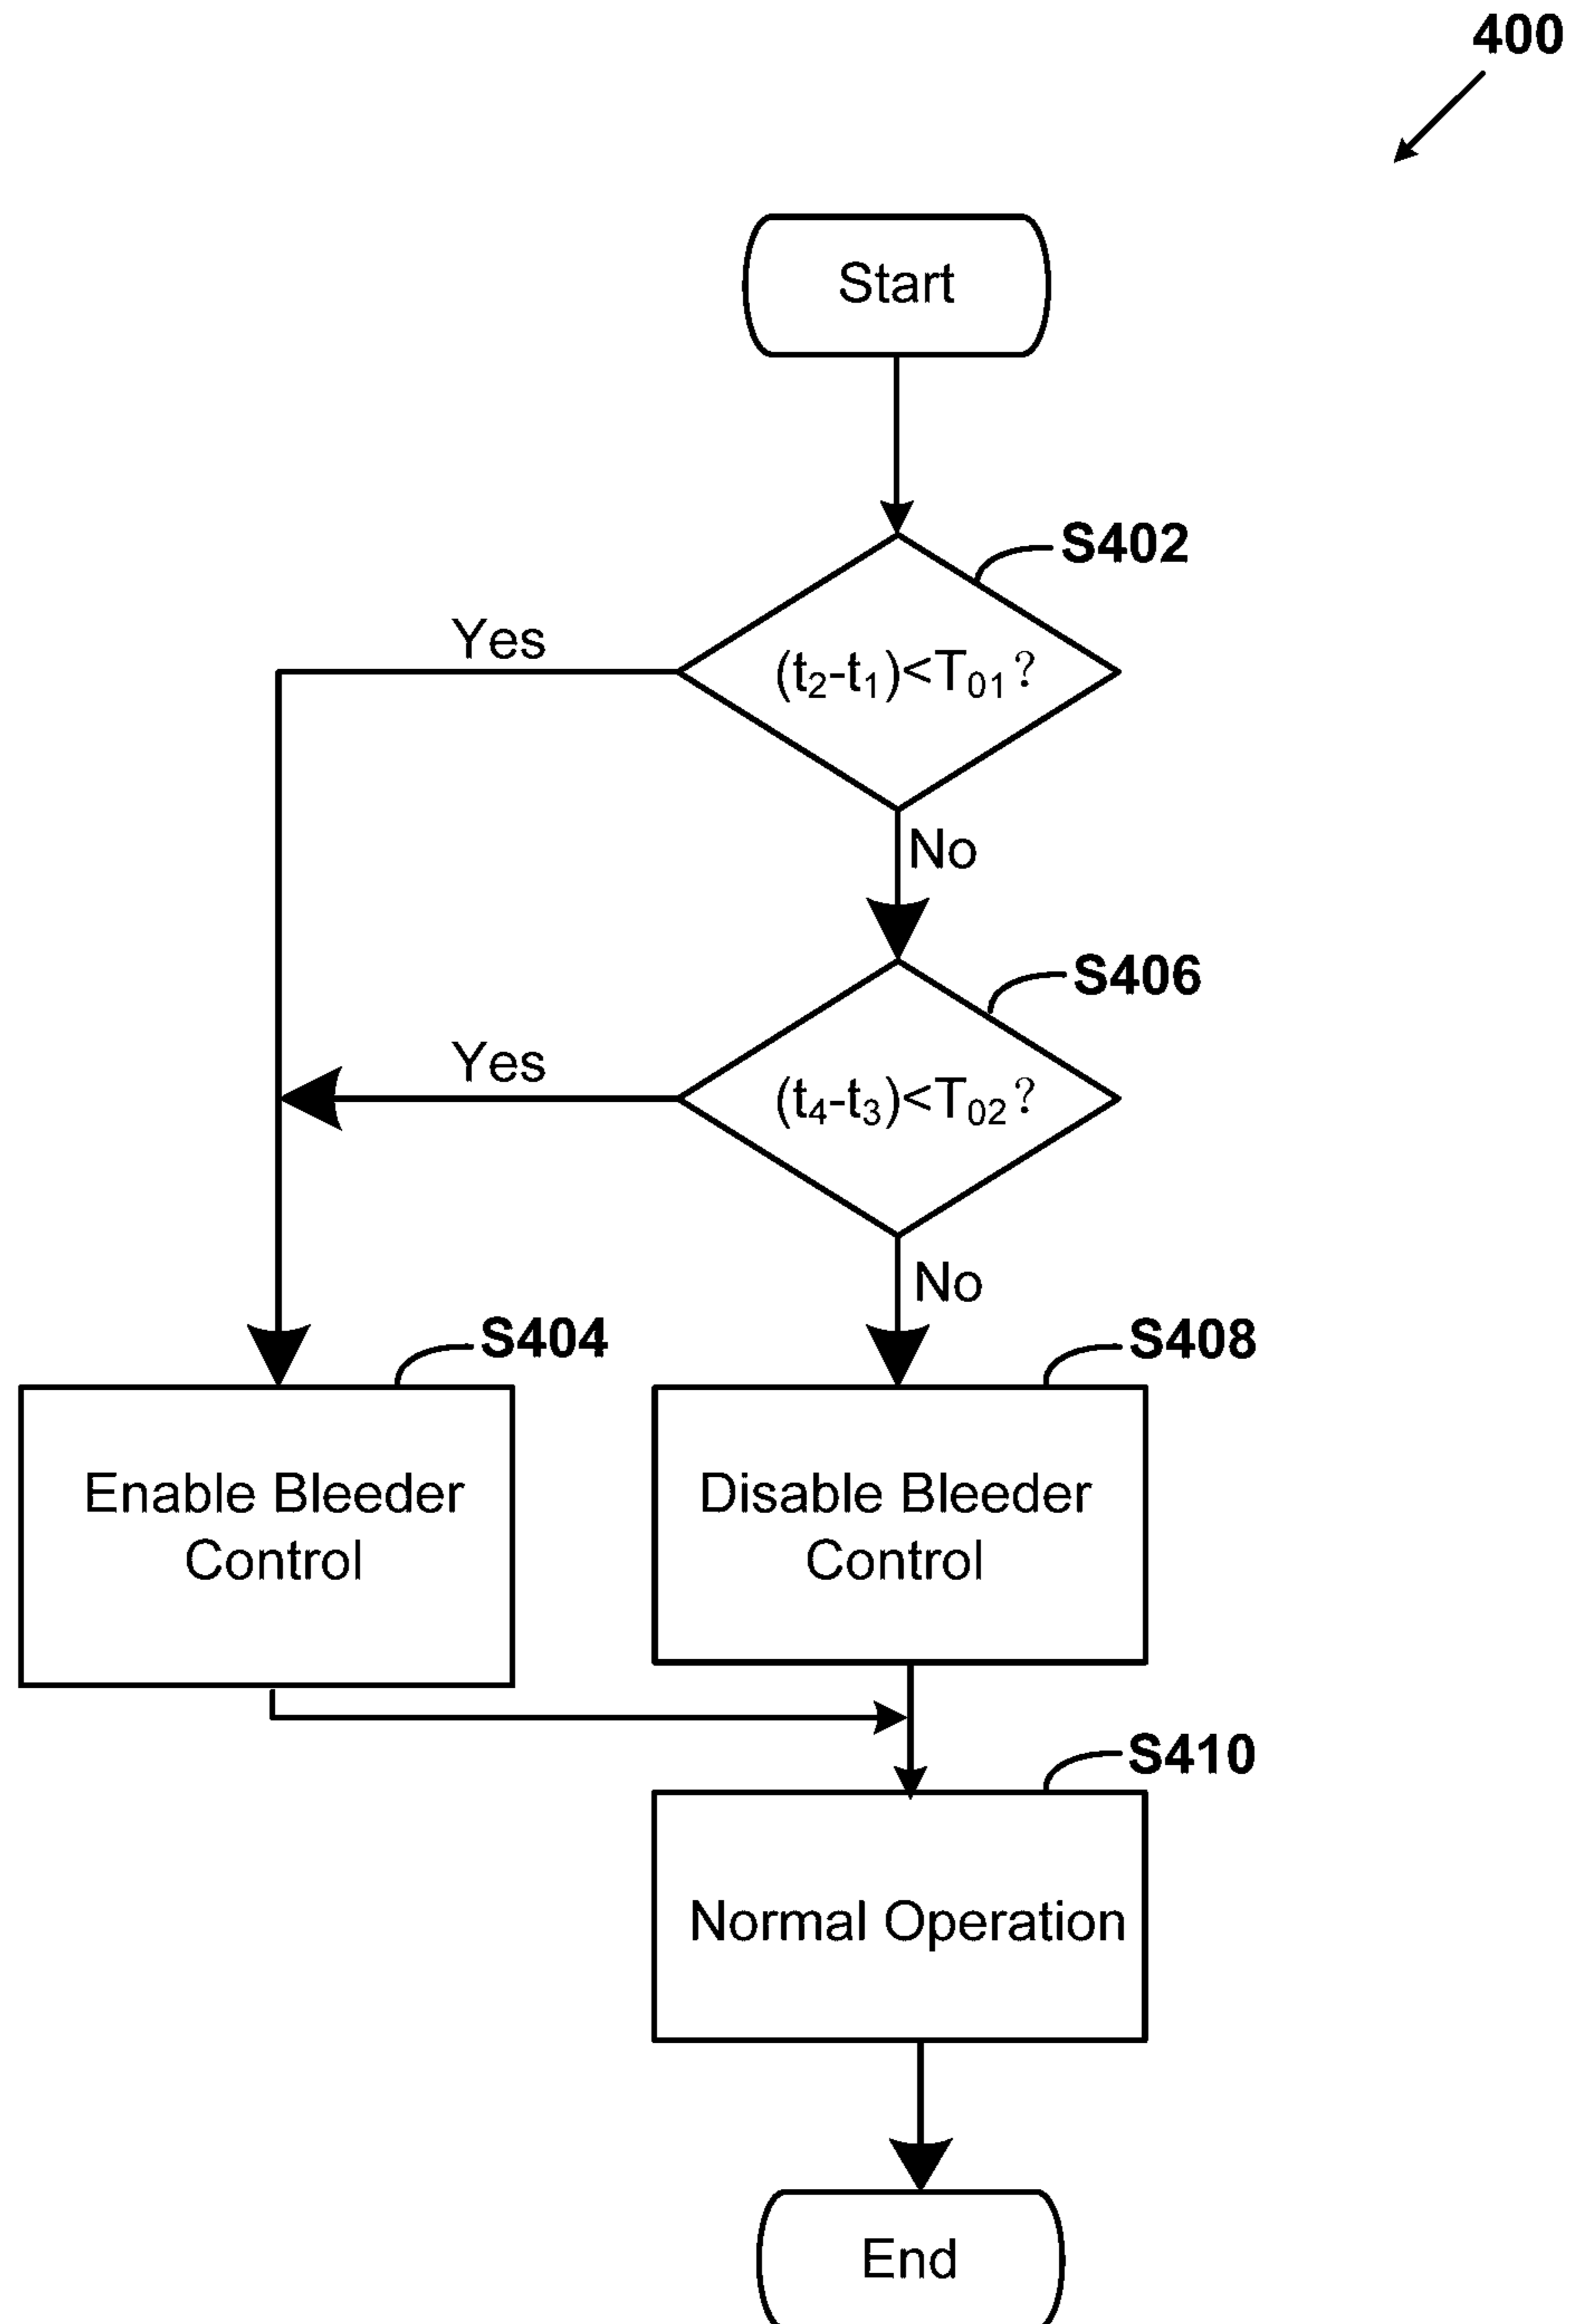 400
Start
S402
Yes
(t₂-t₁)<T₀₁?
No
S406
Yes
(t₄-t₃)<T₀₂?
No
S404
S408
Enable Bleeder
Control
Disable Bleeder
Control
S410
Normal Operation
End